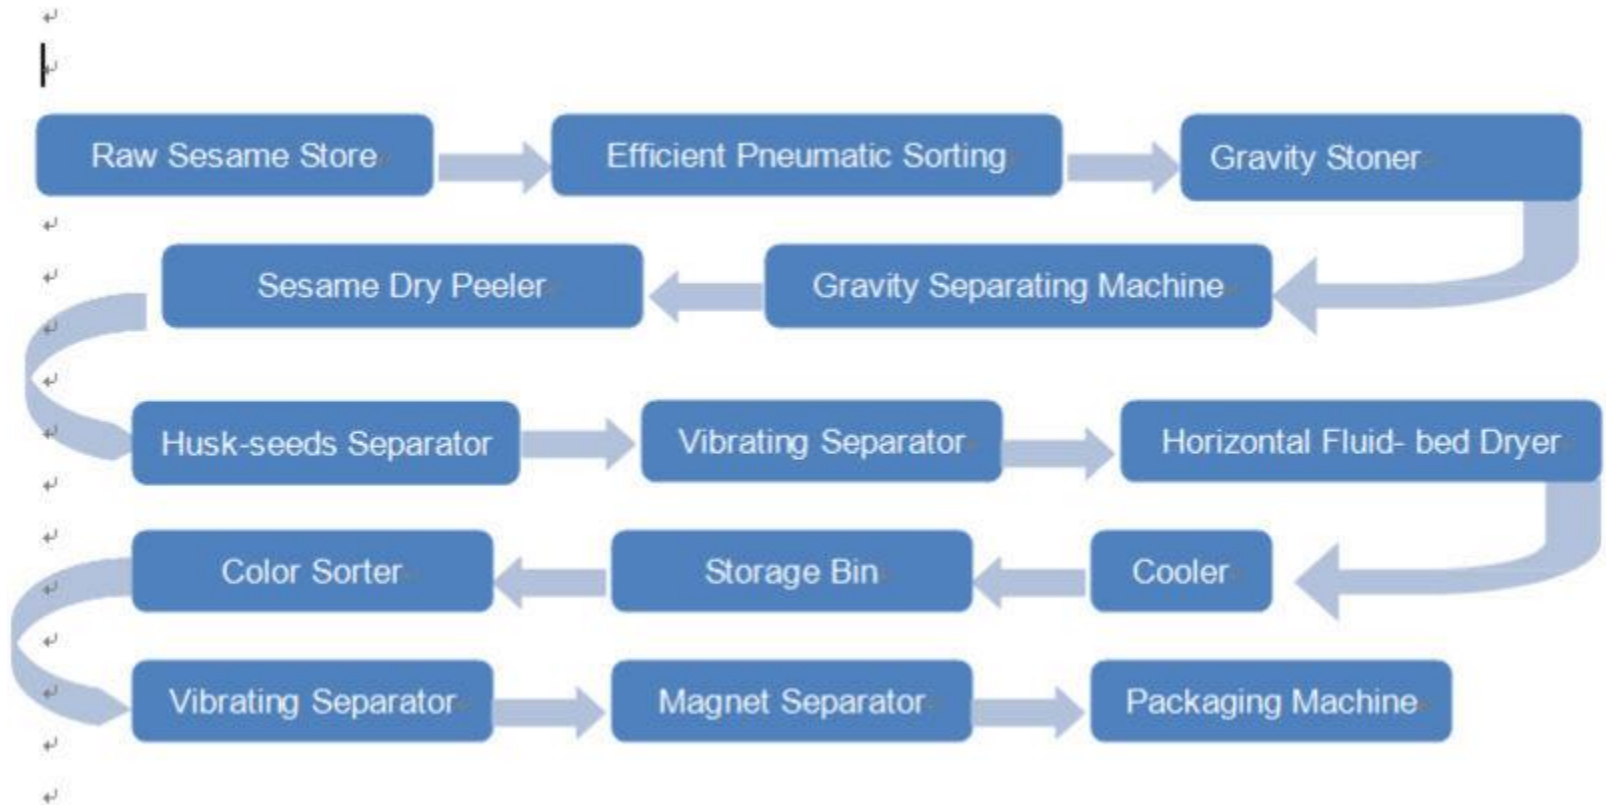 Raw Sesame Store
Efficient Pneumatic Sorting
Gravity Stoner
Gravity Separating Machine
Sesame Dry Peeler
Husk-seeds Separator
Vibrating Separator
Horizontal Fluid- bed Dryer
Cooler
Storage Bin
Color Sorter
Vibrating Separator
Magnet Separator
Packaging Machine